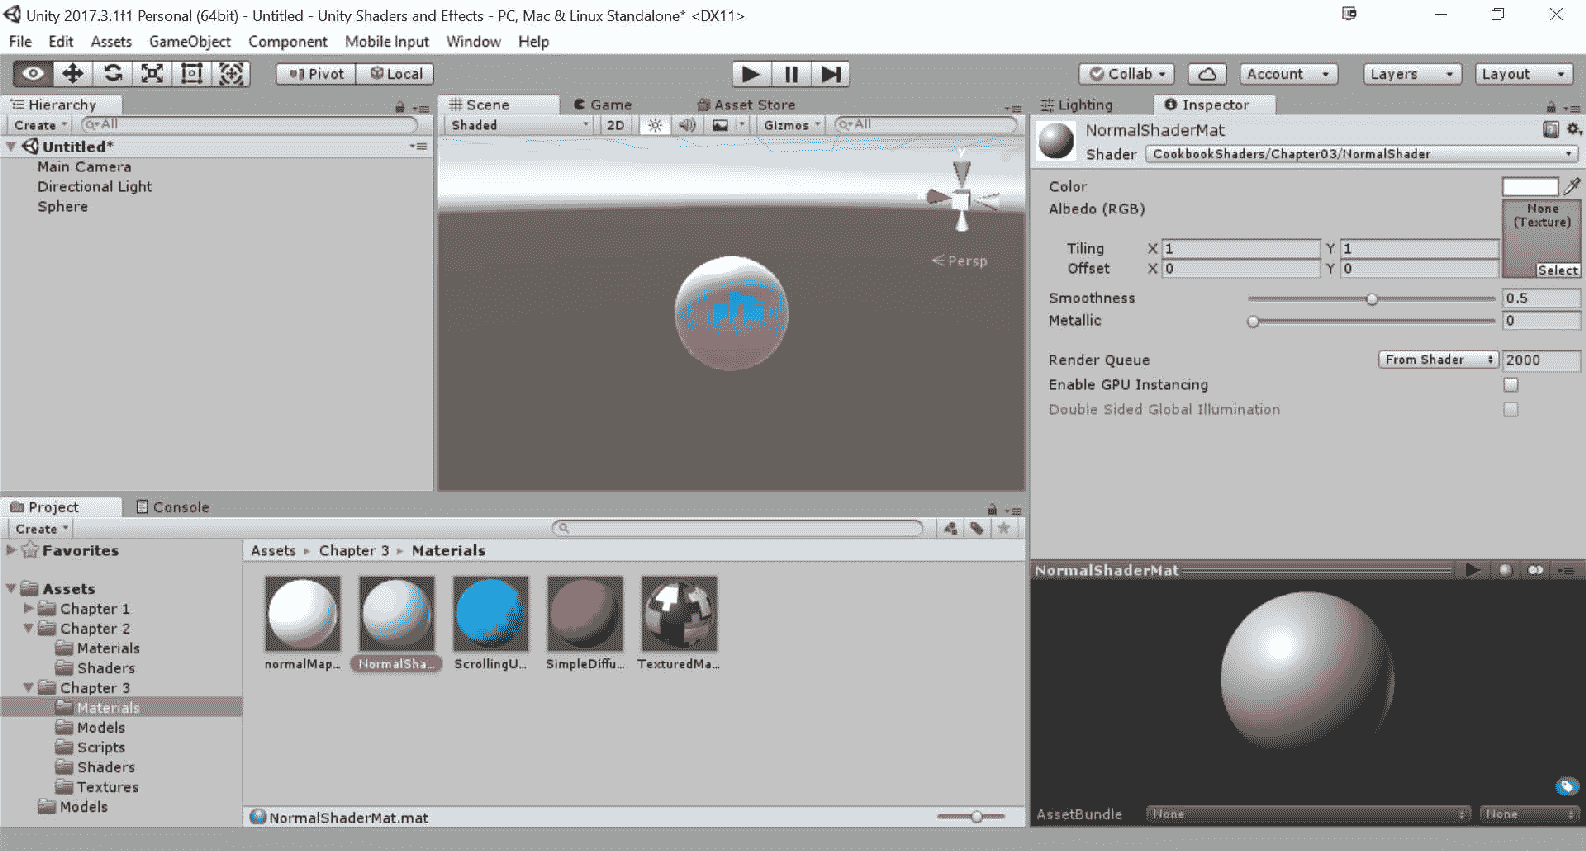 Unity 2017.3.1f1 Personal (64bit) - Untitled - Unity Shaders and Effects - PC, Mac & Linux Standalone* <DX11>
File Edit Assets GameObject Component Mobile Input Window Help
Pivot Local Collab Account Layers Layout
Hierarchy
Create All
Untitled*
Main Camera
Directional Light
Sphere
Scene Game Asset Store
Shaded 2D Gizmos All
y
Persp
Lighting Inspector
NormalShaderMat
Shader CookbookShaders/Chapter03/NormalShader
Color
Albedo (RGB)
None
(Texture)
Tiling X 1 Y 1
Offset X 0 Y 0
Select
Smoothness 0.5
Metallic 0
Render Queue From Shader 2000
Enable GPU Instancing
Double Sided Global Illumination
Project Console
Create
Favorites
Assets
Chapter 1
Chapter 2
Materials
Shaders
Chapter 3
Materials
Models
Scripts
Shaders
Textures
Models
Assets Chapter 3 Materials
normalMap... NormalSha... ScrollingU... SimpleDiffu... TexturedMa...
NormalShaderMat.mat
NormalShaderMat
AssetBundle None None